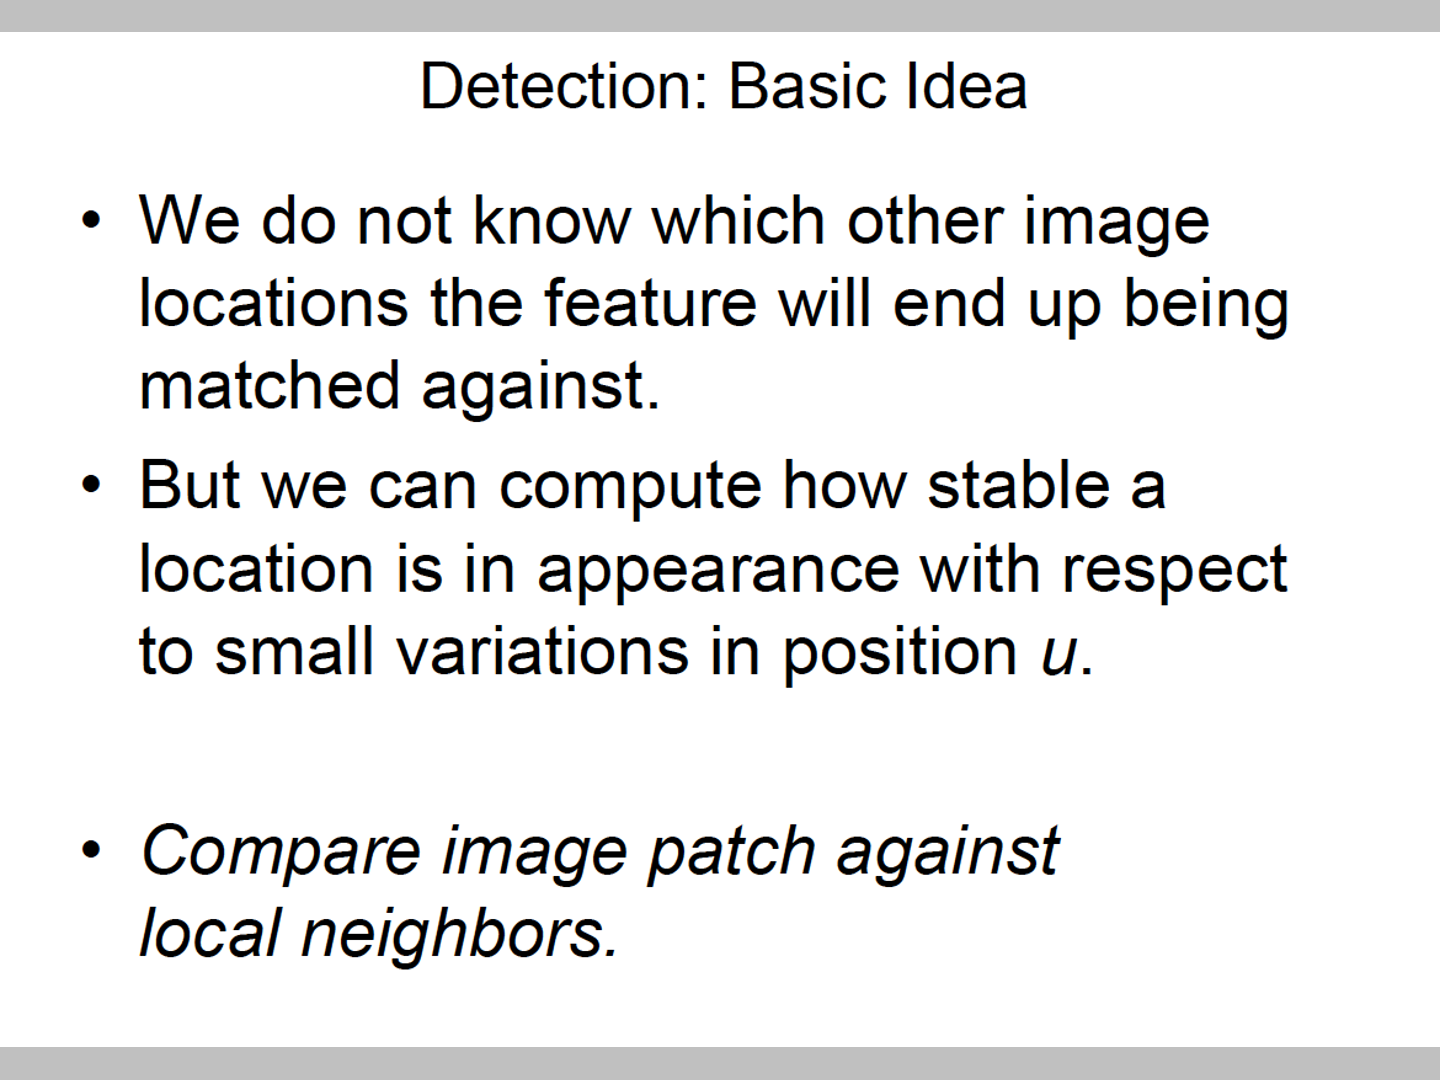 Detection: Basic Idea
• We do not know which other image
locations the feature will end up being
matched against.
• But we can compute how stable a
location is in appearance with respect
to small variations in position u.
• Compare image patch against
local neighbors.